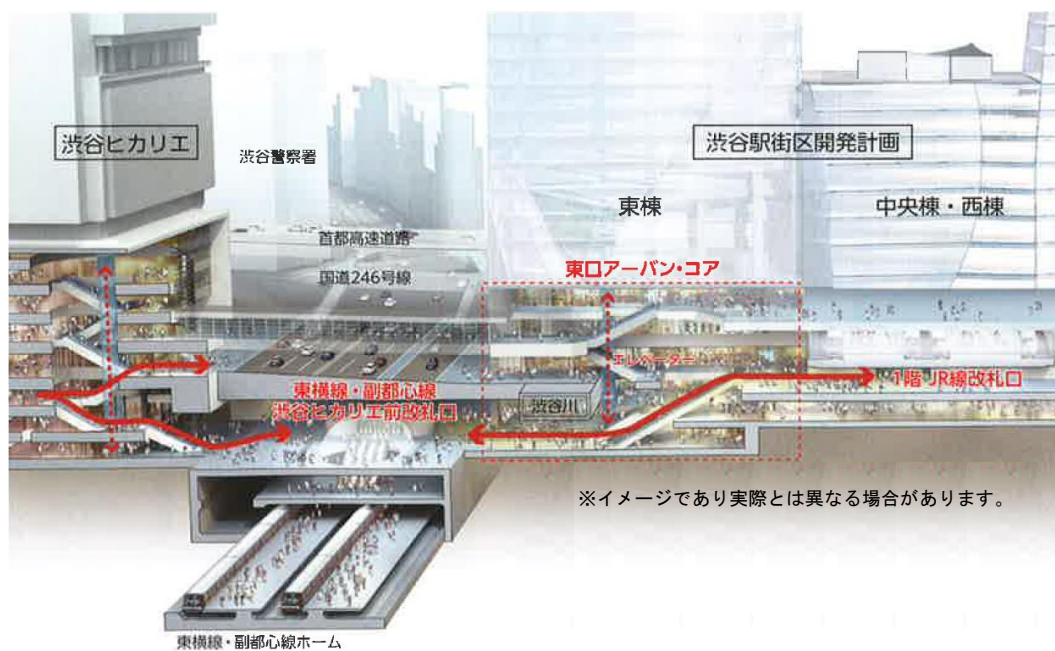 渋谷ヒカリエ
渋谷警察署
渋谷駅街区開発計画
東棟
中央棟・西棟
首都高速道路
国道246号線
東口アーバン・コア
エレベーター
東横線・副都心線
渋谷ヒカリエ前改札口
渋谷川
1階 JR線改札口
※イメージであり実際とは異なる場合があります。
東横線・副都心線ホーム